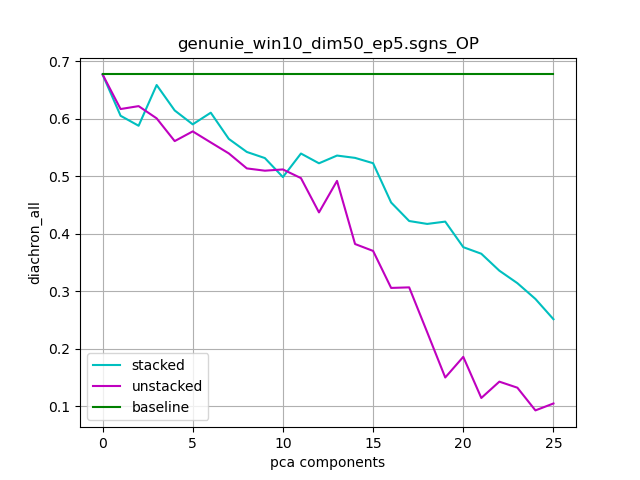 genunie_win10_dim50_ep5.sgns_OP
0.7
0.6
0.5
0.4
0.3
0.2
0.1
diachron_all
stacked
unstacked
baseline
0 5 10 15 20 25
pca components